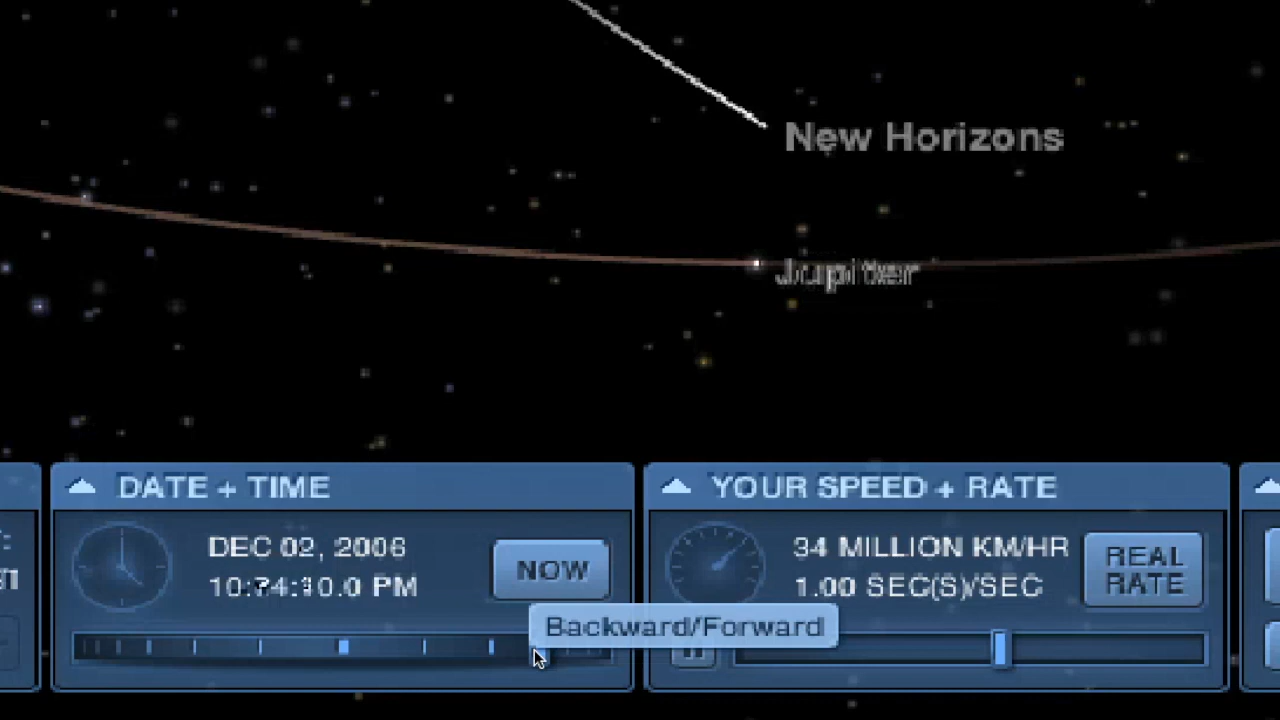 New Horizons
Jupiter
DATE + TIME
DEC 02, 2006
PM
NOW
YOUR SPEED + RATE
34 MILLION KM/HR
1.00 SEC(S)/SEC
REAL
RATE
Backward/Forward